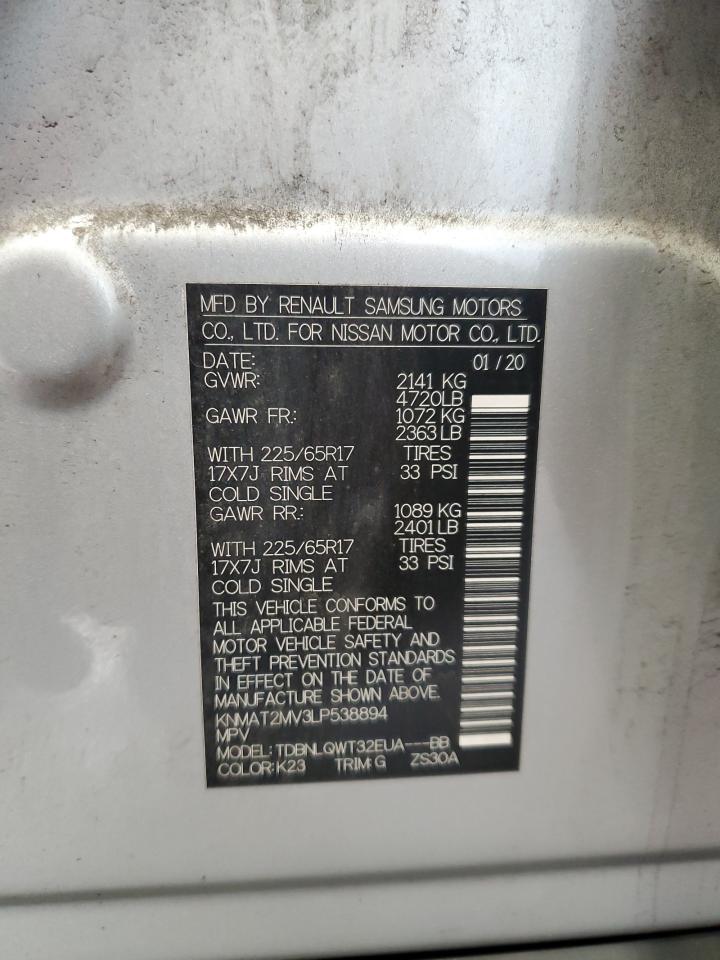 MFD BY RENAULT SAMSUNG MOTORS
CO., LTD. FOR NISSAN MOTOR CO., LTD.
DATE: 01 / 20
GVWR: 2141 KG
4720LB
GAWR FR.: 1072 KG
2363 LB
WITH 225/65R17 TIRES
17X7J RIMS AT 33 PSI
COLD SINGLE
GAWR RR.: 1089 KG
2401 LB
WITH 225/65R17 TIRES
17X7J RIMS AT 33 PSI
COLD SINGLE
THIS VEHICLE CONFORMS TO
ALL APPLICABLE FEDERAL
MOTOR VEHICLE SAFETY AND
THEFT PREVENTION STANDARDS
IN EFFECT ON THE DATE OF
MANUFACTURE SHOWN ABOVE.
KNMAT2MV3LP538894
MPV
MODEL: TDBNLQWT32EUA---BB
COLOR: K23 TRIM: G ZS30A